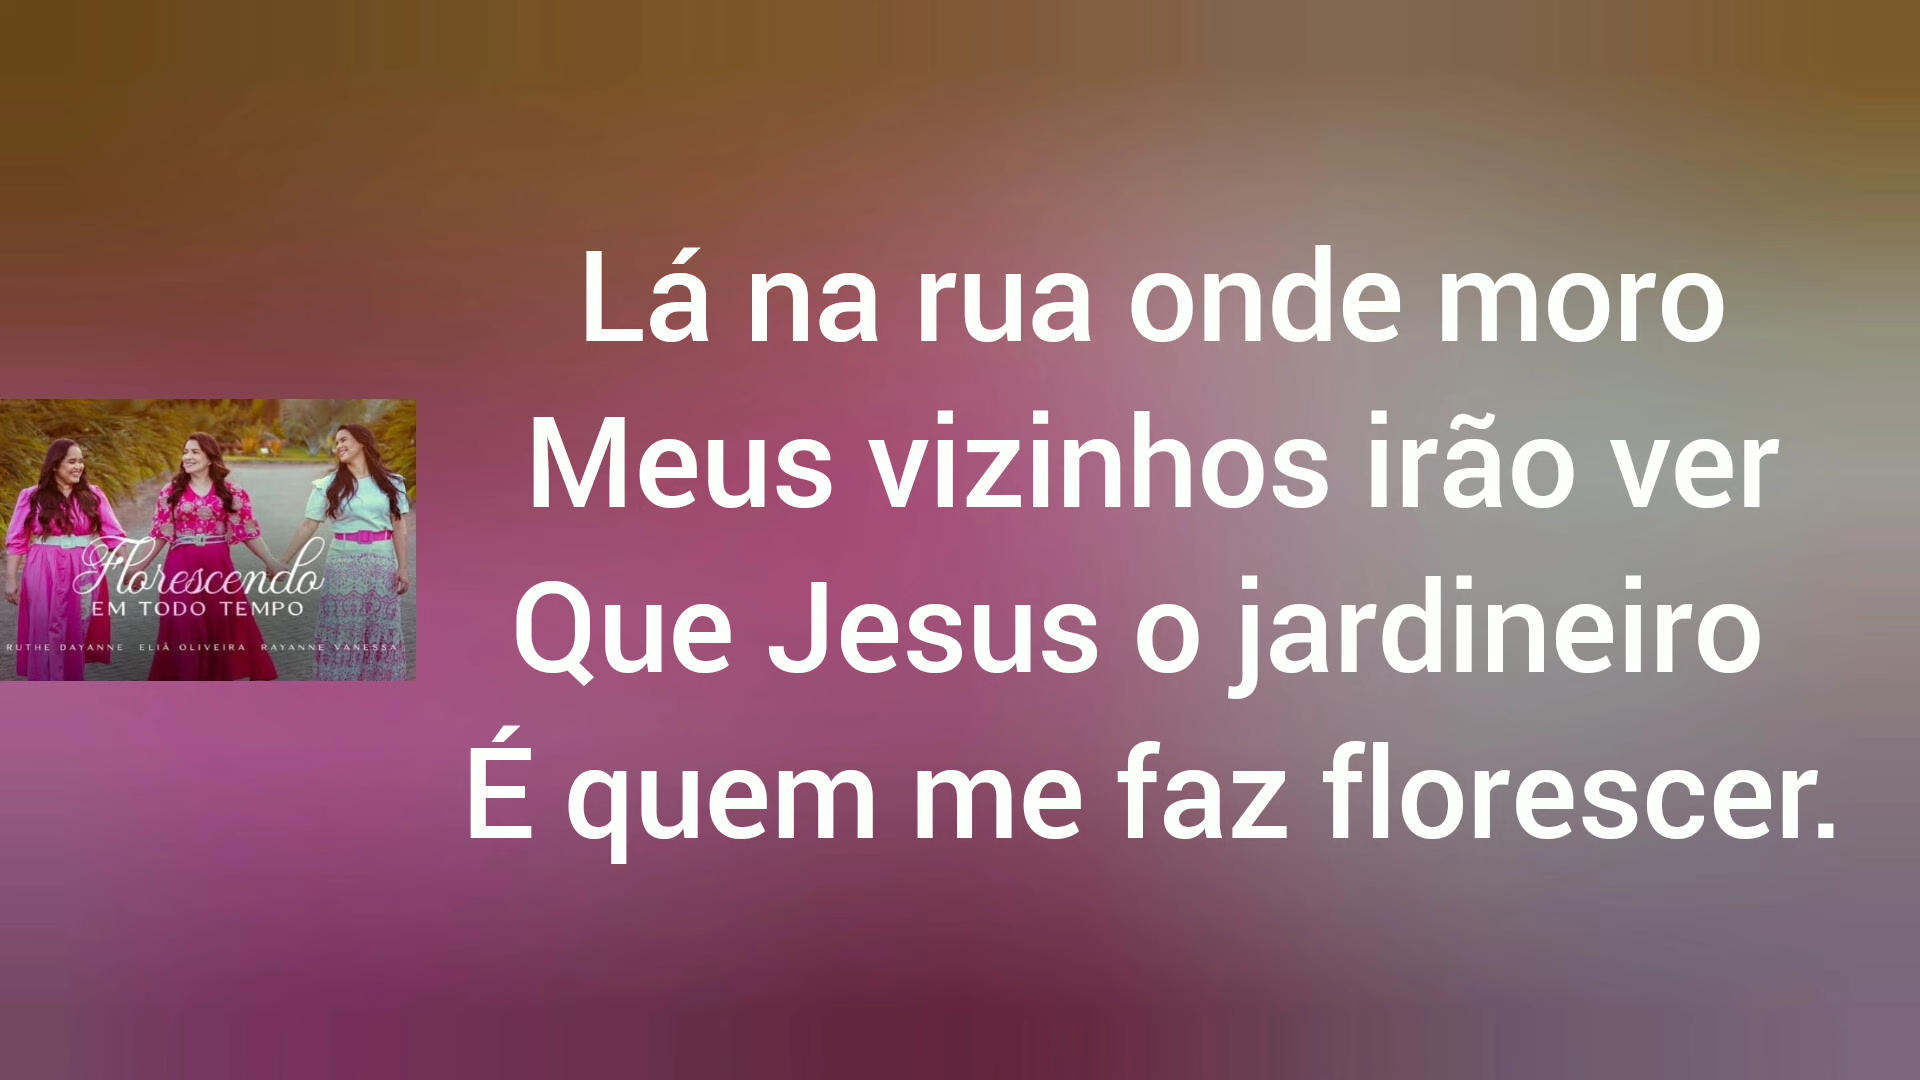 Lá na rua onde moro
Meus vizinhos irão ver
Que Jesus o jardineiro
É quem me faz florescer.
Florescendo
EM TODO TEMPO
RUTHE DAYANNE ELIÃ OLIVEIRA RAYANNE VANESSA